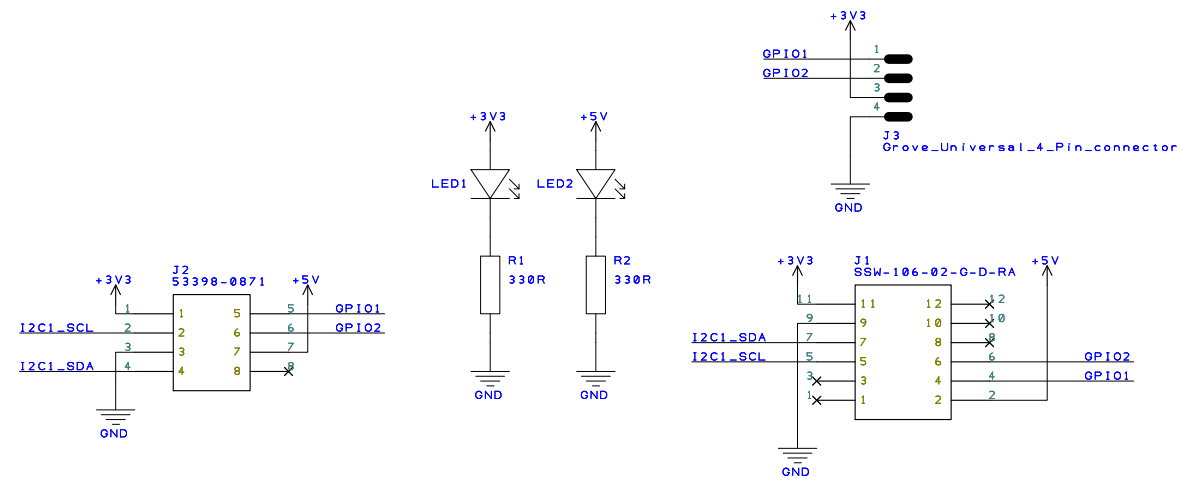 +3V3
GPIO1
1
GPIO2
2
3
4
J3
Grove_Universal_4_Pin_connector
GND
+3V3
+5V
LED1
LED2
R1
330R
R2
330R
GND
GND
J2
53398-0871
+3V3
+5V
1 1 5 5 GPIO1
I2C1_SCL 2 2 6 6 GPIO2
3 3 7 7
I2C1_SDA 4 4 8 8
GND
J1
SSW-106-02-G-D-RA
+3V3
+5V
11 11 12 12
9 9 10 10
I2C1_SDA 7 7 8 8
I2C1_SCL 5 5 6 6 GPIO2
3 3 4 4 GPIO1
1 1 2 2
GND